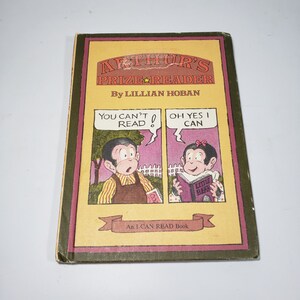 ARTHUR'S
PRIZE READER
By LILLIAN HOBAN
YOU CAN'T
READ!
OH YES I
CAN
An I CAN READ Book